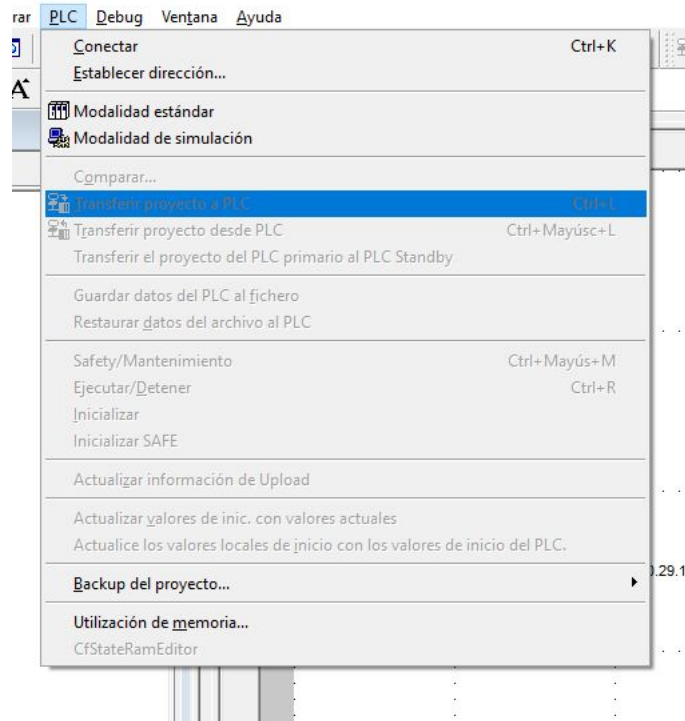 rar PLC Debug Ventana Ayuda
Conectar Ctrl+K
Establecer dirección...
Modalidad estándar
Modalidad de simulación
Comparar...
Transferir proyecto a PLC Ctrl+L
Transferir proyecto desde PLC Ctrl+Mayúsc+L
Transferir el proyecto del PLC primario al PLC Standby
Guardar datos del PLC al fichero
Restaurar datos del archivo al PLC
Safety/Mantenimiento Ctrl+Mayús+M
Ejecutar/Detener Ctrl+R
Inicializar
Inicializar SAFE
Actualizar información de Upload
Actualizar valores de inic. con valores actuales
Actualice los valores locales de inicio con los valores de inicio del PLC.
0.29.1
Backup del proyecto...
Utilización de memoria...
CfStateRamEditor